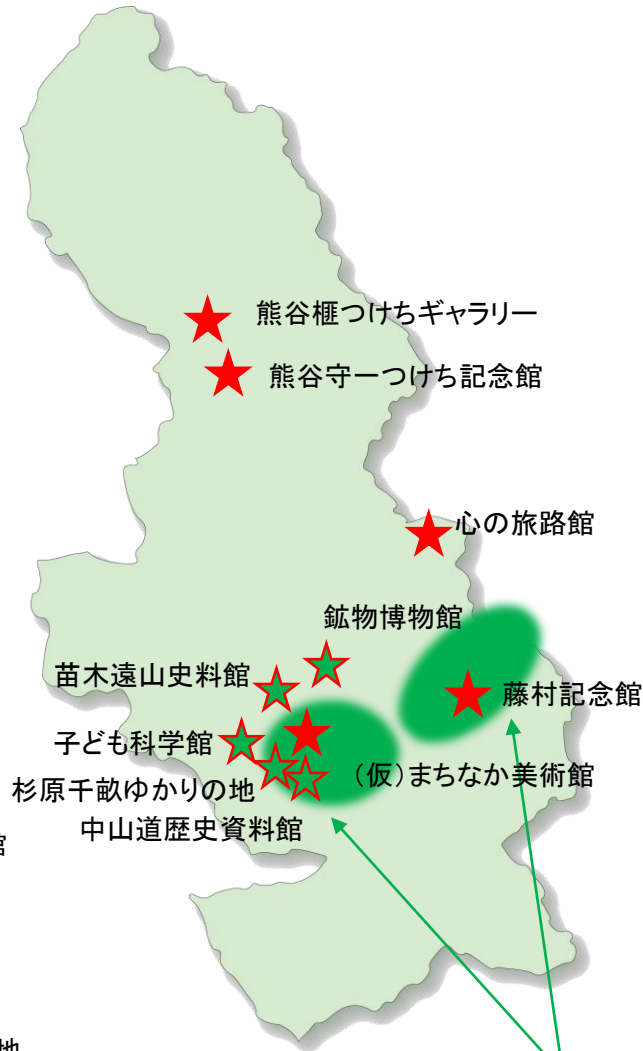 熊谷榧つけちギャラリー
熊谷守一つけち記念館
心の旅路館
鉱物博物館
苗木遠山史料館
藤村記念館
子ども科学館
(仮)まちなか美術館
杉原千畝ゆかりの地
中山道歴史資料館
館
地